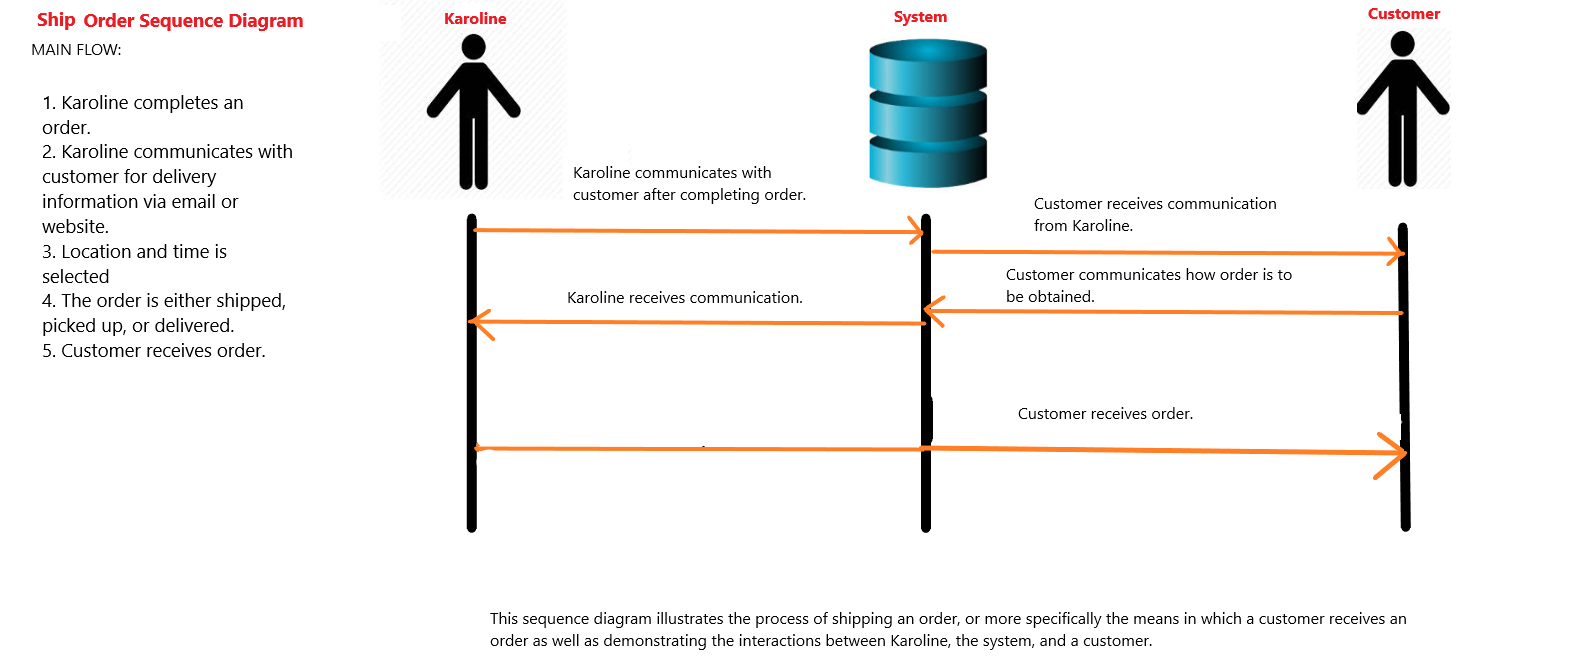 Ship Order Sequence Diagram
MAIN FLOW:
1. Karoline completes an
order.
2. Karoline communicates with
customer for delivery
information via email or
website.
3. Location and time is
selected
4. The order is either shipped,
picked up, or delivered.
5. Customer receives order.
Karoline
System
Customer
Karoline communicates with
customer after completing order.
Customer receives communication
from Karoline.
Customer communicates how order is to
be obtained.
Karoline receives communication.
Customer receives order.
This sequence diagram illustrates the process of shipping an order, or more specifically the means in which a customer receives an
order as well as demonstrating the interactions between Karoline, the system, and a customer.